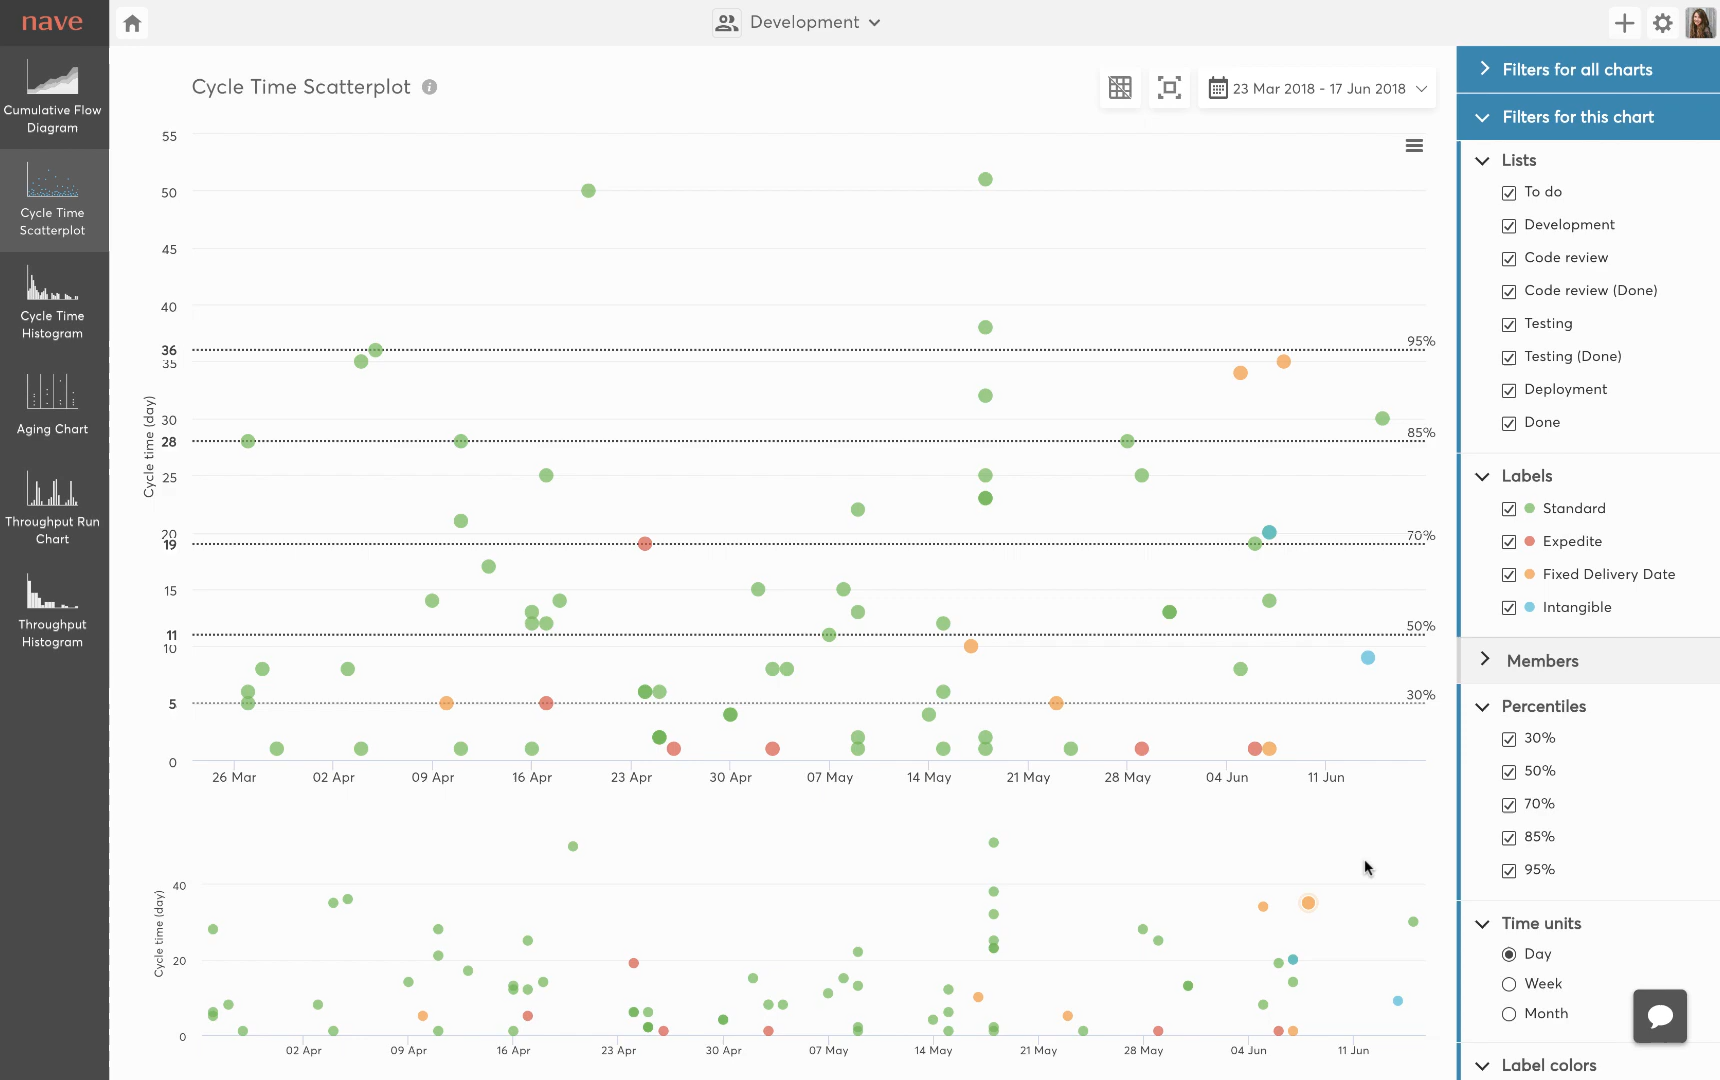 nave
Development
Cumulative Flow
Diagram
Cycle Time
Scatterplot
Cycle Time
Histogram
Aging Chart
Throughput Run
Chart
Throughput
Histogram
Cycle Time Scatterplot
i
23 Mar 2018 - 17 Jun 2018
55
50
45
40
36
35
30
28
25
20
19
15
11
10
5
0
Cycle time (day)
95%
85%
70%
50%
30%
26 Mar
02 Apr
09 Apr
16 Apr
23 Apr
30 Apr
07 May
14 May
21 May
28 May
04 Jun
11 Jun
40
20
0
Cycle time (day)
02 Apr
09 Apr
16 Apr
23 Apr
30 Apr
07 May
14 May
21 May
28 May
04 Jun
11 Jun
Filters for all charts
Filters for this chart
Lists
To do
Development
Code review
Code review (Done)
Testing
Testing (Done)
Deployment
Done
Labels
Standard
Expedite
Fixed Delivery Date
Intangible
Members
Percentiles
30%
50%
70%
85%
95%
Time units
Day
Week
Month
Label colors